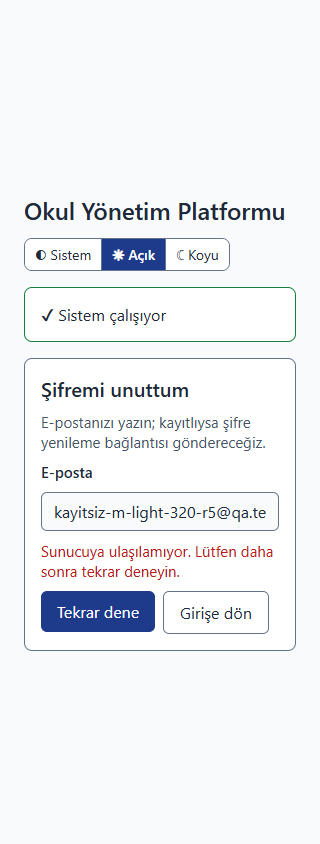 Okul Yönetim Platformu
◐ Sistem ☀ Açık ☾ Koyu
✓ Sistem çalışıyor
Şifremi unuttum
E-postanızı yazın; kayıtlıysa şifre
yenileme bağlantısı göndereceğiz.
E-posta
kayitsiz-m-light-320-r5@qa.te
Sunucuya ulaşılamıyor. Lütfen daha
sonra tekrar deneyin.
Tekrar dene Girişe dön